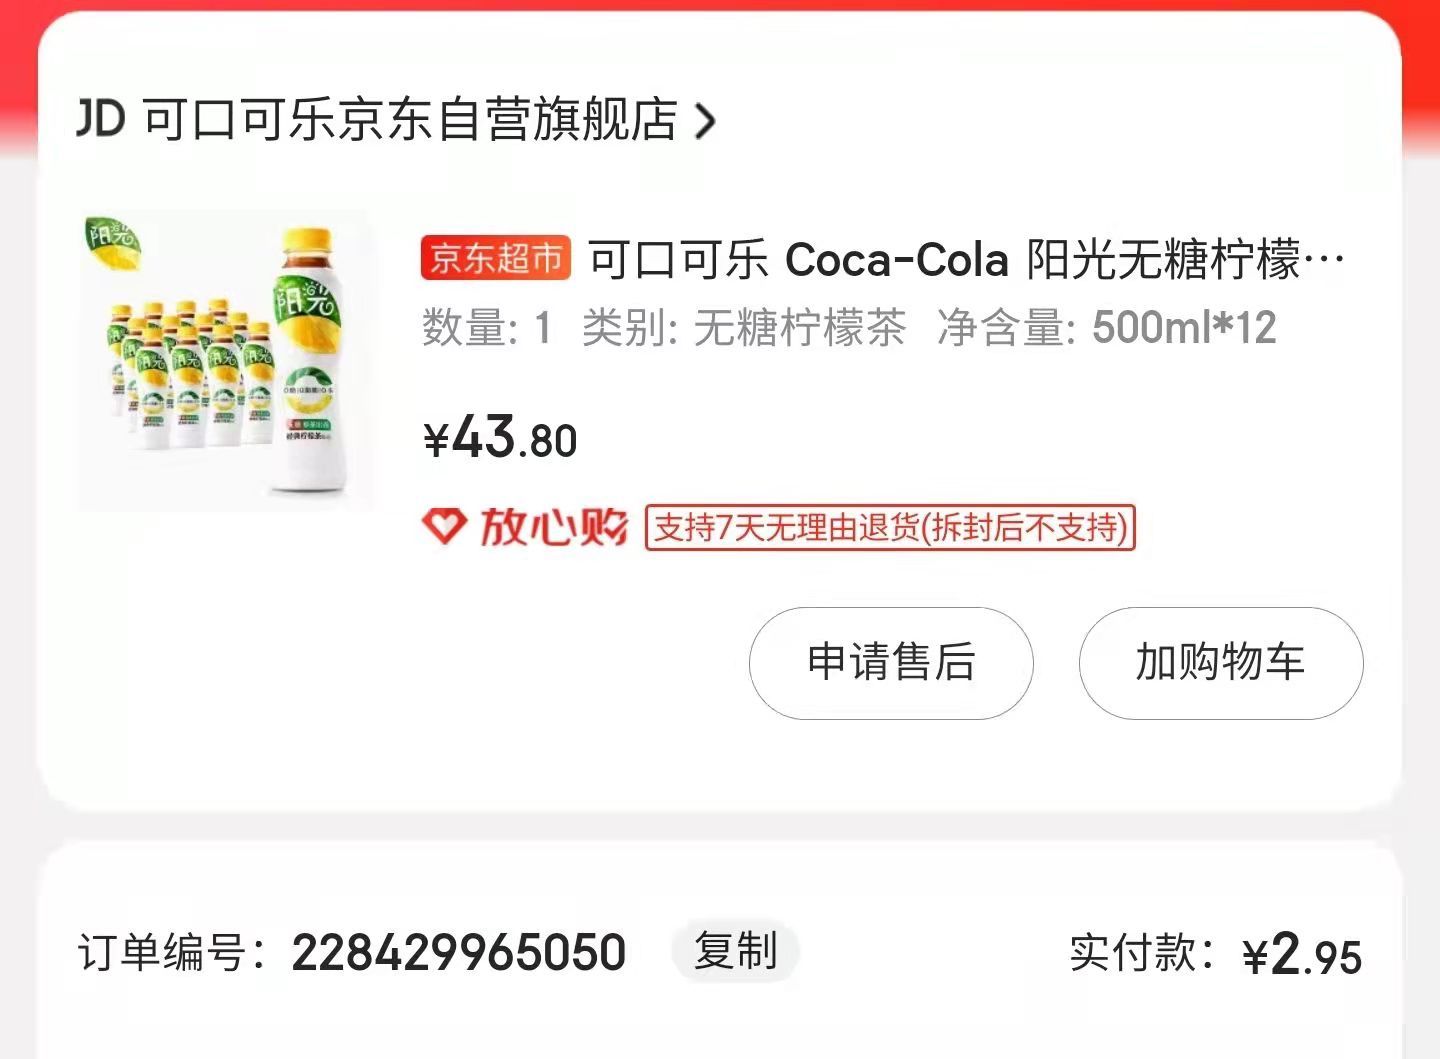 JD 可口可乐京东自营旗舰店
阳光
阳光
京东超市 可口可乐 Coca-Cola 阳光无糖柠檬…
数量: 1 类别: 无糖柠檬茶 净含量: 500ml*12
¥43.80
放心购 支持7天无理由退货(拆封后不支持)
申请售后 加购物车
订单编号： 228429965050 复制 实付款： ¥2.95